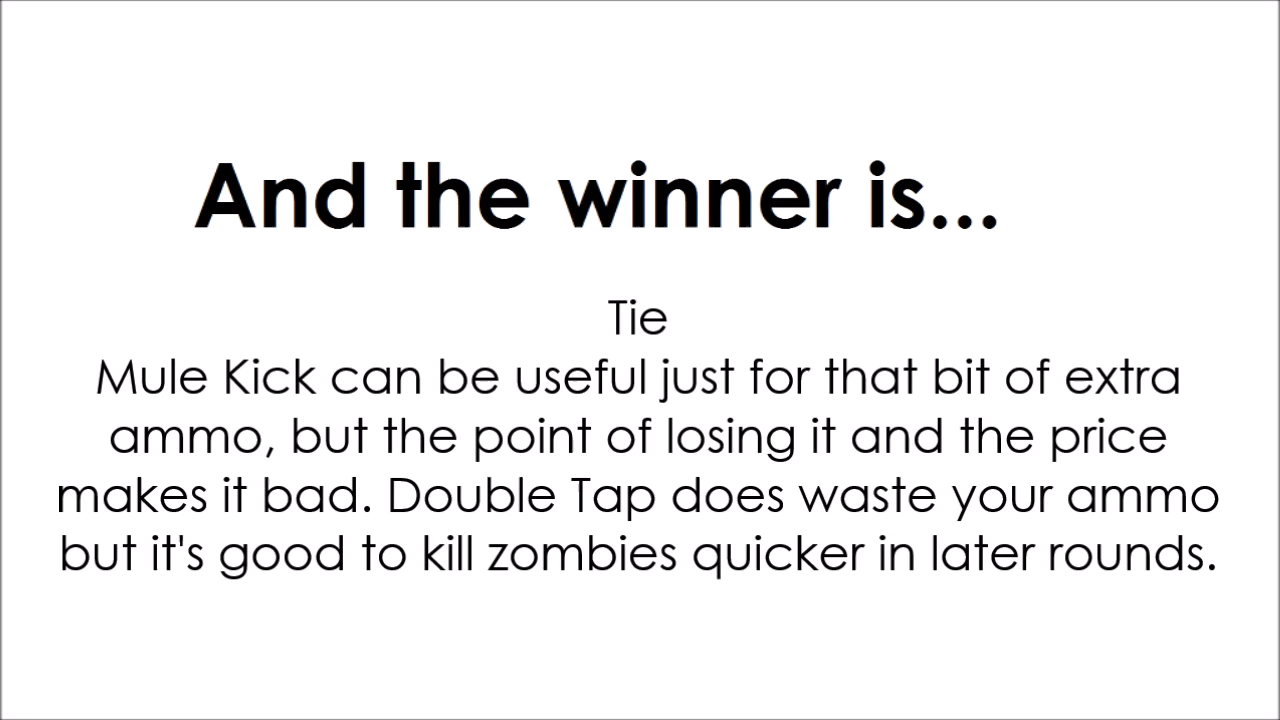 And the winner is...
Tie
Mule Kick can be useful just for that bit of extra
ammo, but the point of losing it and the price
makes it bad. Double Tap does waste your ammo
but it's good to kill zombies quicker in later rounds.